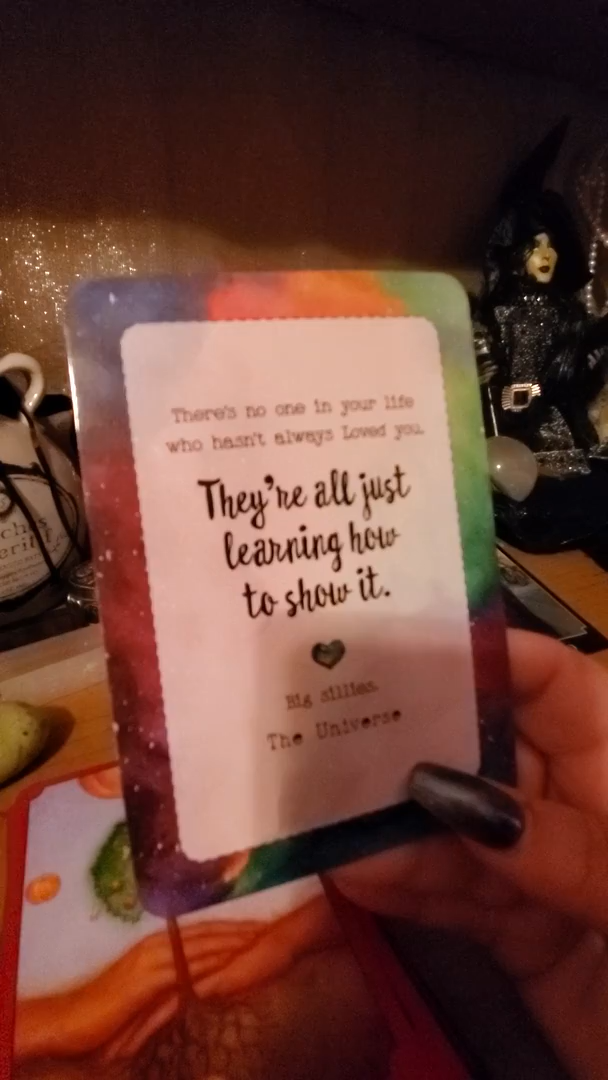 There's no one in your life
who hasn't always Loved you.
They're all just
learning how
to show it.
Big sillies.
The Universe